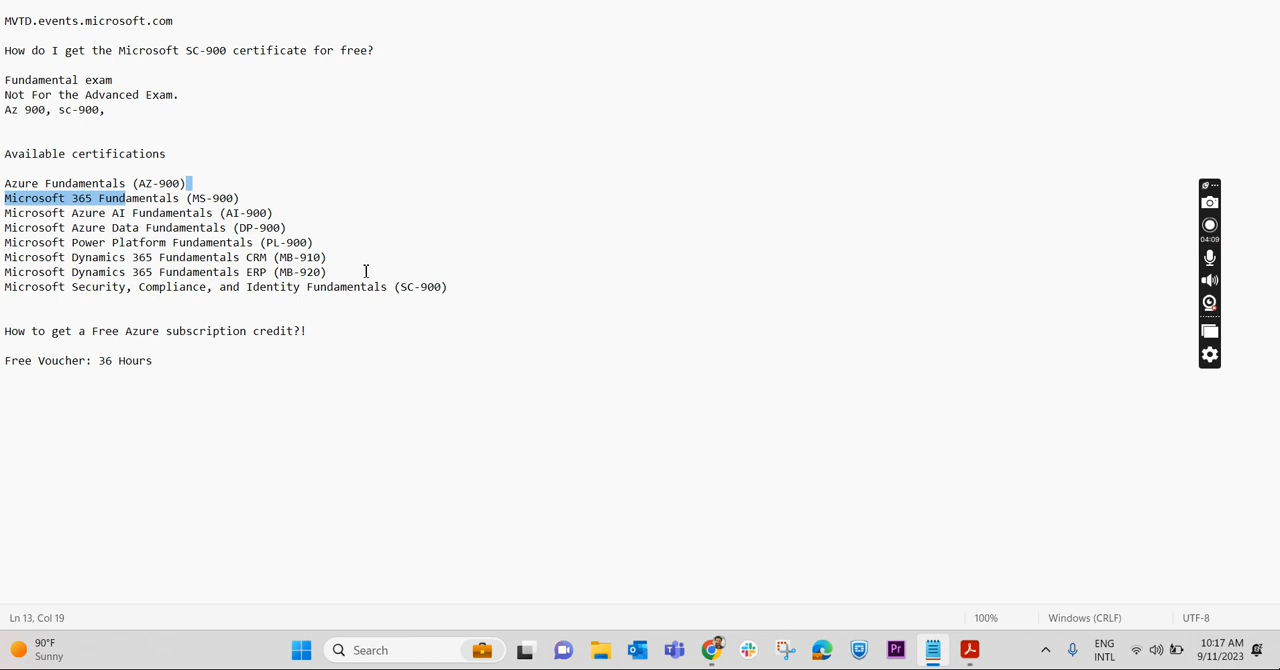 MVTD.events.microsoft.com
How do I get the Microsoft SC-900 certificate for free?
Fundamental exam
Not For the Advanced Exam.
Az 900, sc-900,
Available certifications
Azure Fundamentals (AZ-900)
Microsoft 365 Fundamentals (MS-900)
Microsoft Azure AI Fundamentals (AI-900)
Microsoft Azure Data Fundamentals (DP-900)
Microsoft Power Platform Fundamentals (PL-900)
Microsoft Dynamics 365 Fundamentals CRM (MB-910)
Microsoft Dynamics 365 Fundamentals ERP (MB-920)
Microsoft Security, Compliance, and Identity Fundamentals (SC-900)
How to get a Free Azure subscription credit?!
Free Voucher: 36 Hours
04:09
Ln 13, Col 19
100%
Windows (CRLF)
UTF-8
90°F
Sunny
Search
Pr
ENG
INTL
10:17 AM
9/11/2023